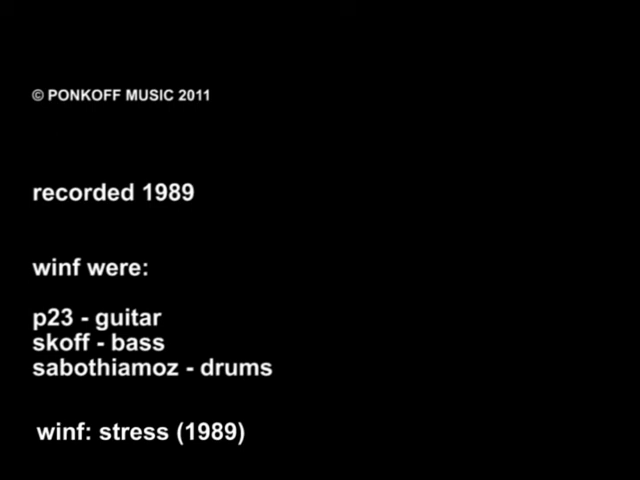 © PONKOFF MUSIC 2011
recorded 1989
winf were:
p23 - guitar
skoff - bass
sabothiamoz - drums
winf: stress (1989)